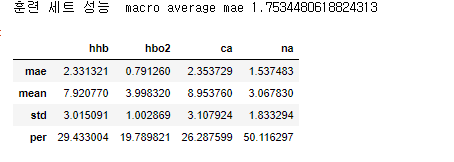 훈련 세트 성능 macro average mae 1.7534480618824313
hhb hbo2 ca na
mae 2.331321 0.791260 2.353729 1.537483
mean 7.920770 3.998320 8.953760 3.067830
std 3.015091 1.002869 3.107924 1.833294
per 29.433004 19.789821 26.287599 50.116297